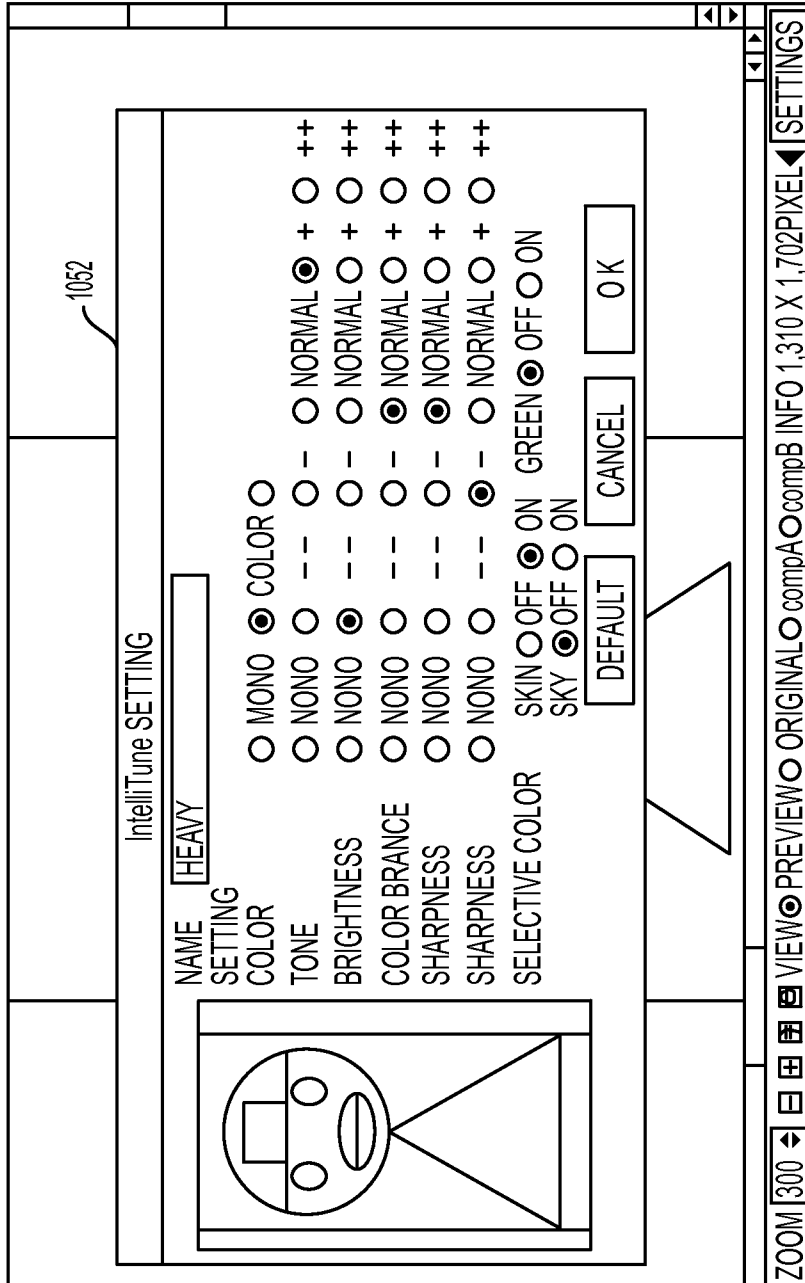 1052
IntelliTune SETTING
NAME HEAVY
SETTING
COLOR MONO COLOR
TONE NONO -- - NORMAL + ++
BRIGHTNESS NONO -- - NORMAL + ++
COLOR BRANCE NONO -- - NORMAL + ++
SHARPNESS NONO -- - NORMAL + ++
SHARPNESS NONO -- - NORMAL + ++
SELECTIVE COLOR SKIN OFF ON GREEN OFF ON
SKY OFF ON
DEFAULT CANCEL OK
ZOOM 300 VIEW PREVIEW ORIGINAL compA compB INFO 1,310 X 1,702PIXEL SETTINGS